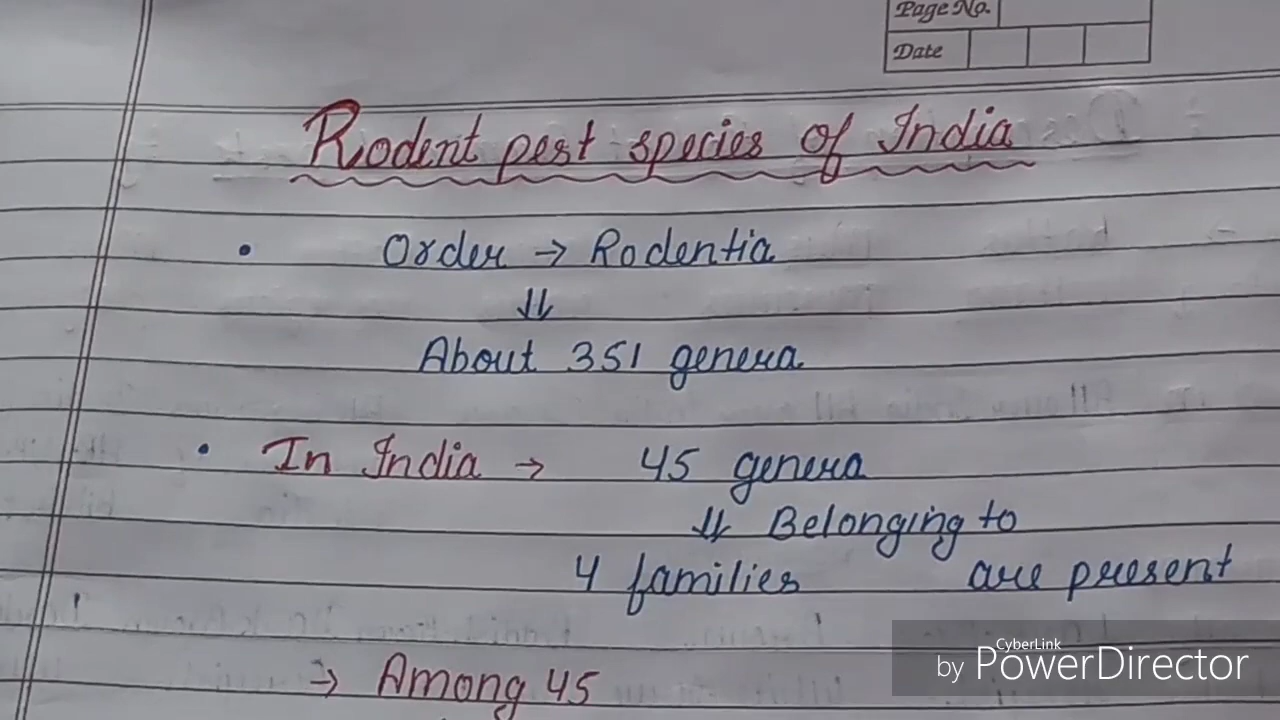 Page No.
Date
Rodent pest species of India
• Order → Rodentia
⇓
About 351 genera
• In India → 45 genera
⇓ Belonging to
4 families are present
→ Among 45
CyberLink
by PowerDirector